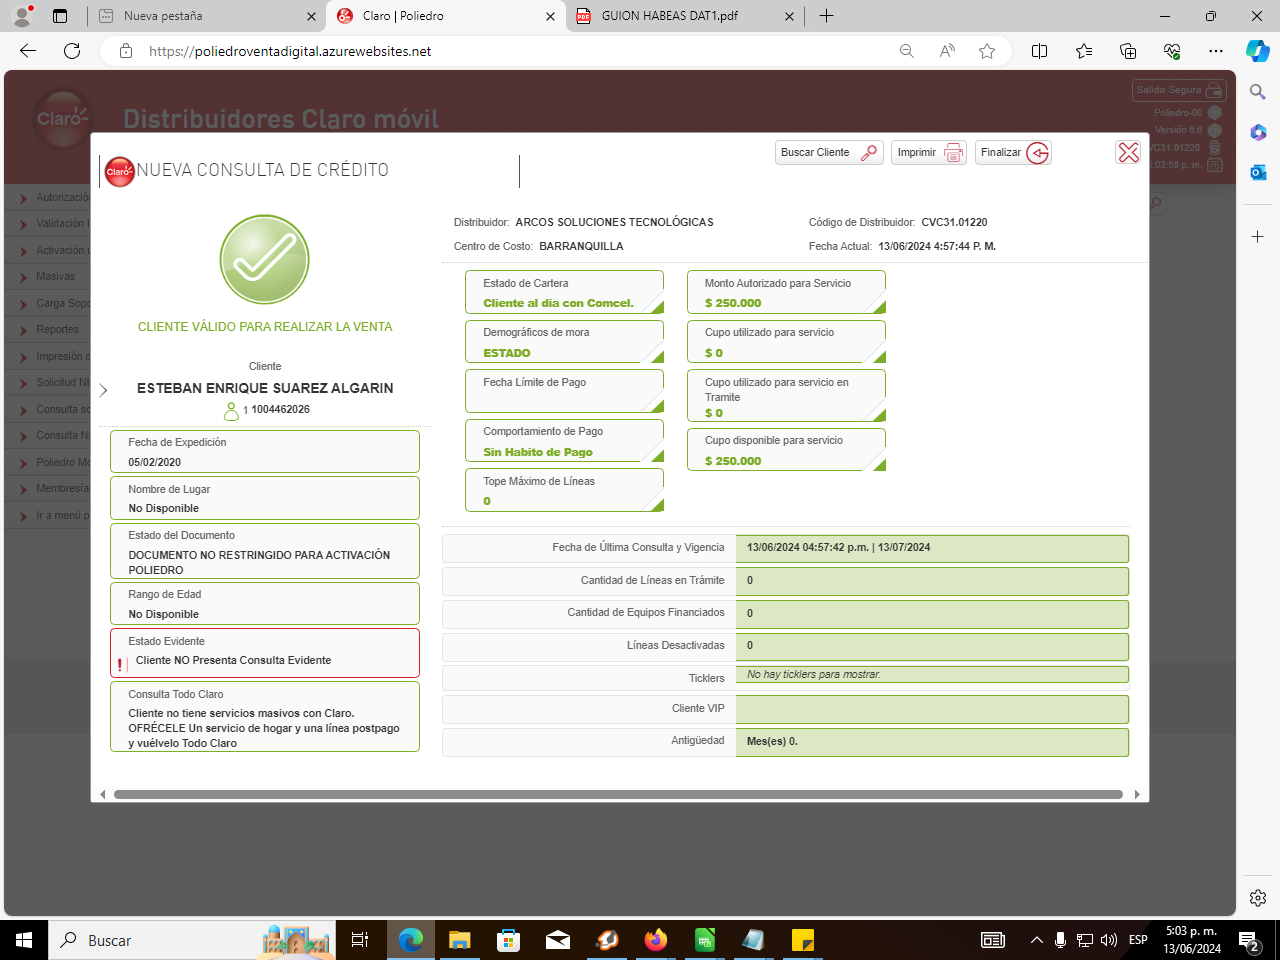 Nueva pestaña
Claro | Poliedro
GUION HABEAS DAT1.pdf
https://poliedroventadigital.azurewebsites.net
Claro
Distribuidores Claro móvil
Salida Segura
Poliedro-00
Versión 6.6
VC31.01220
:03:58 p. m.
Autorizació
Validación
Activación
Masivas
Carga Sopo
Reportes
Impresión d
Solicitud NI
Consulta so
Consulta NI
Poliedro Mo
Membresía
Ir a menú p
Claro
NUEVA CONSULTA DE CRÉDITO
Buscar Cliente
Imprimir
Finalizar
CLIENTE VÁLIDO PARA REALIZAR LA VENTA
Cliente
ESTEBAN ENRIQUE SUAREZ ALGARIN
1 1004462026
Fecha de Expedición
05/02/2020
Nombre de Lugar
No Disponible
Estado del Documento
DOCUMENTO NO RESTRINGIDO PARA ACTIVACIÓN
POLIEDRO
Rango de Edad
No Disponible
Estado Evidente
! Cliente NO Presenta Consulta Evidente
Consulta Todo Claro
Cliente no tiene servicios masivos con Claro.
OFRÉCELE Un servicio de hogar y una línea postpago
y vuélvelo Todo Claro
Distribuidor: ARCOS SOLUCIONES TECNOLÓGICAS
Código de Distribuidor: CVC31.01220
Centro de Costo: BARRANQUILLA
Fecha Actual: 13/06/2024 4:57:44 P. M.
Estado de Cartera
Cliente al dia con Comcel.
Demográficos de mora
ESTADO
Fecha Límite de Pago
Comportamiento de Pago
Sin Habito de Pago
Tope Máximo de Líneas
0
Monto Autorizado para Servicio
$ 250.000
Cupo utilizado para servicio
$ 0
Cupo utilizado para servicio en
Tramite
$ 0
Cupo disponible para servicio
$ 250.000
Fecha de Última Consulta y Vigencia 13/06/2024 04:57:42 p.m. | 13/07/2024
Cantidad de Líneas en Trámite 0
Cantidad de Equipos Financiados 0
Líneas Desactivadas 0
Ticklers No hay ticklers para mostrar.
Cliente VIP
Antigüedad Mes(es) 0.
Buscar
ESP
5:03 p. m.
13/06/2024
2